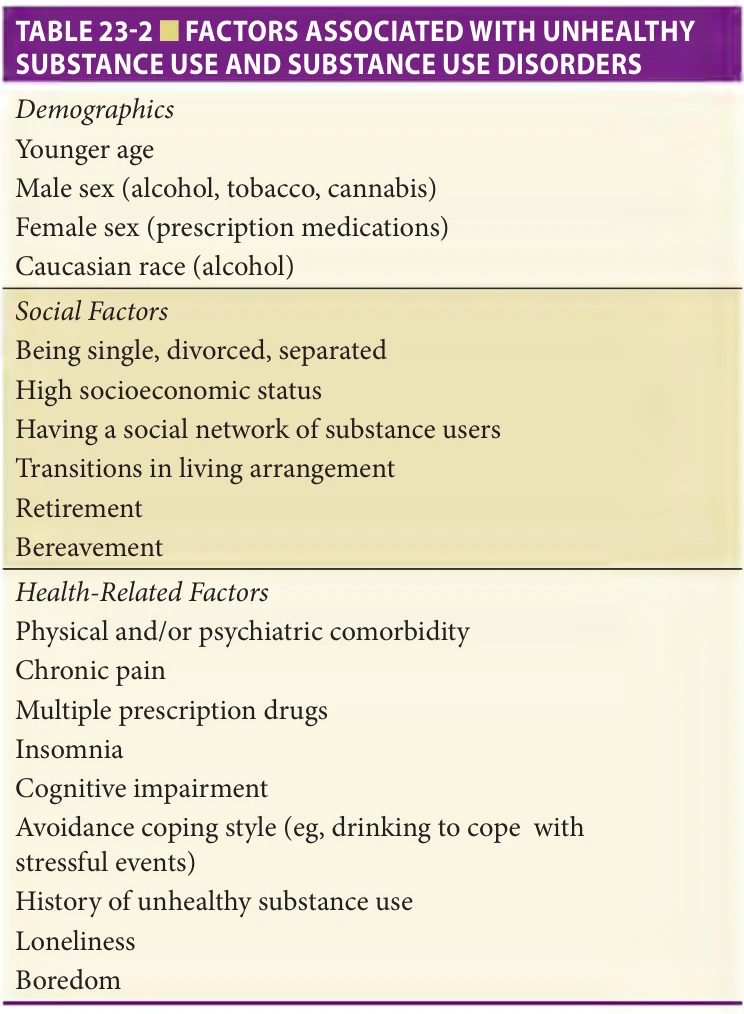 TABLE 23-2 ■ FACTORS ASSOCIATED WITH UNHEALTHY
SUBSTANCE USE AND SUBSTANCE USE DISORDERS
Demographics
Younger age
Male sex (alcohol, tobacco, cannabis)
Female sex (prescription medications)
Caucasian race (alcohol)
Social Factors
Being single, divorced, separated
High socioeconomic status
Having a social network of substance users
Transitions in living arrangement
Retirement
Bereavement
Health-Related Factors
Physical and/or psychiatric comorbidity
Chronic pain
Multiple prescription drugs
Insomnia
Cognitive impairment
Avoidance coping style (eg, drinking to cope with
stressful events)
History of unhealthy substance use
Loneliness
Boredom